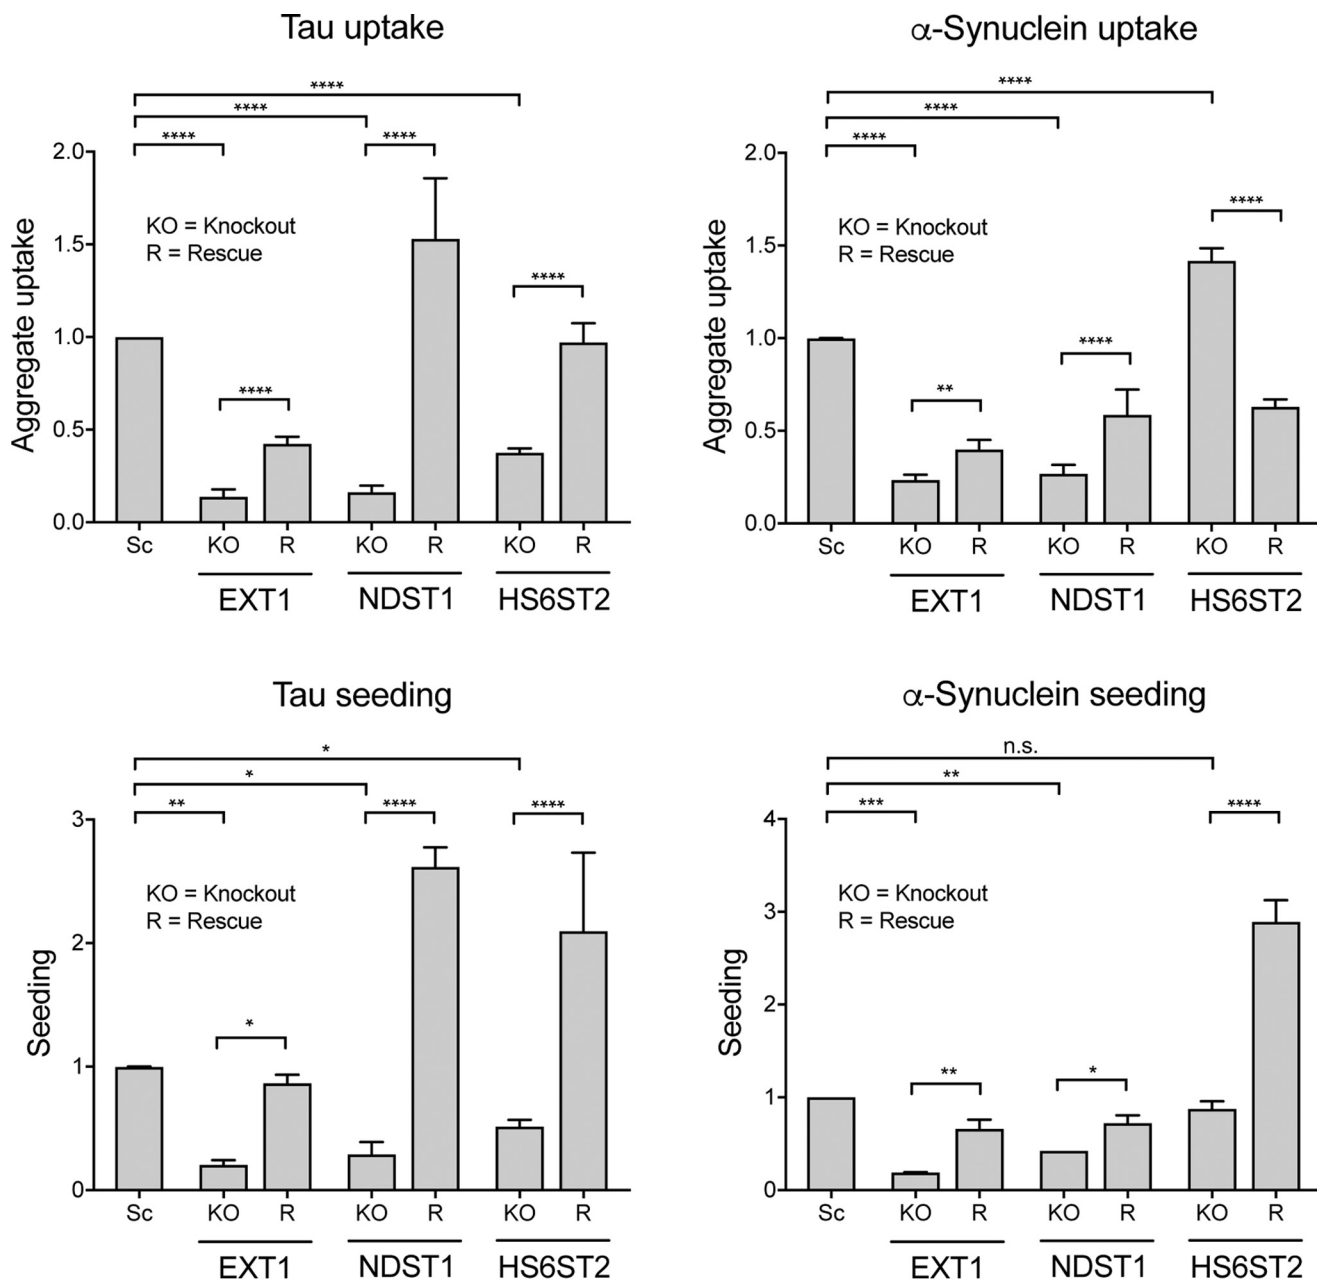 Tau uptake
****
****
**** ****
2.0
KO = Knockout
R = Rescue
1.5
****
1.0
****
0.5
0.0
Aggregate uptake
Sc KO R KO R KO R
EXT1 NDST1 HS6ST2
α-Synuclein uptake
****
****
****
2.0
****
KO = Knockout
R = Rescue
1.5
1.0
****
**
0.5
0.0
Aggregate uptake
Sc KO R KO R KO R
EXT1 NDST1 HS6ST2
Tau seeding
*
*
** **** ****
3
KO = Knockout
R = Rescue
2
*
1
0
Seeding
Sc KO R KO R KO R
EXT1 NDST1 HS6ST2
α-Synuclein seeding
n.s.
**
*** ****
4
KO = Knockout
R = Rescue
3
2
** *
1
0
Seeding
Sc KO R KO R KO R
EXT1 NDST1 HS6ST2